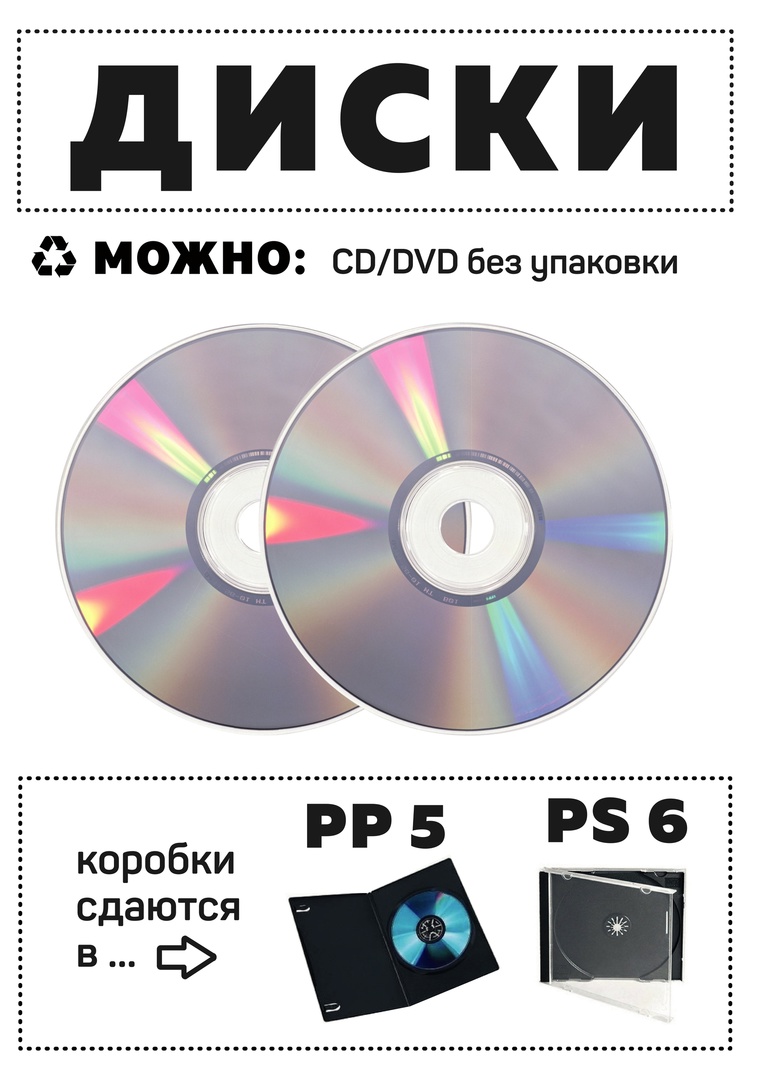 ДИСКИ
МОЖНО: CD/DVD без упаковки
PP 5 PS 6
коробки
сдаются
в ...